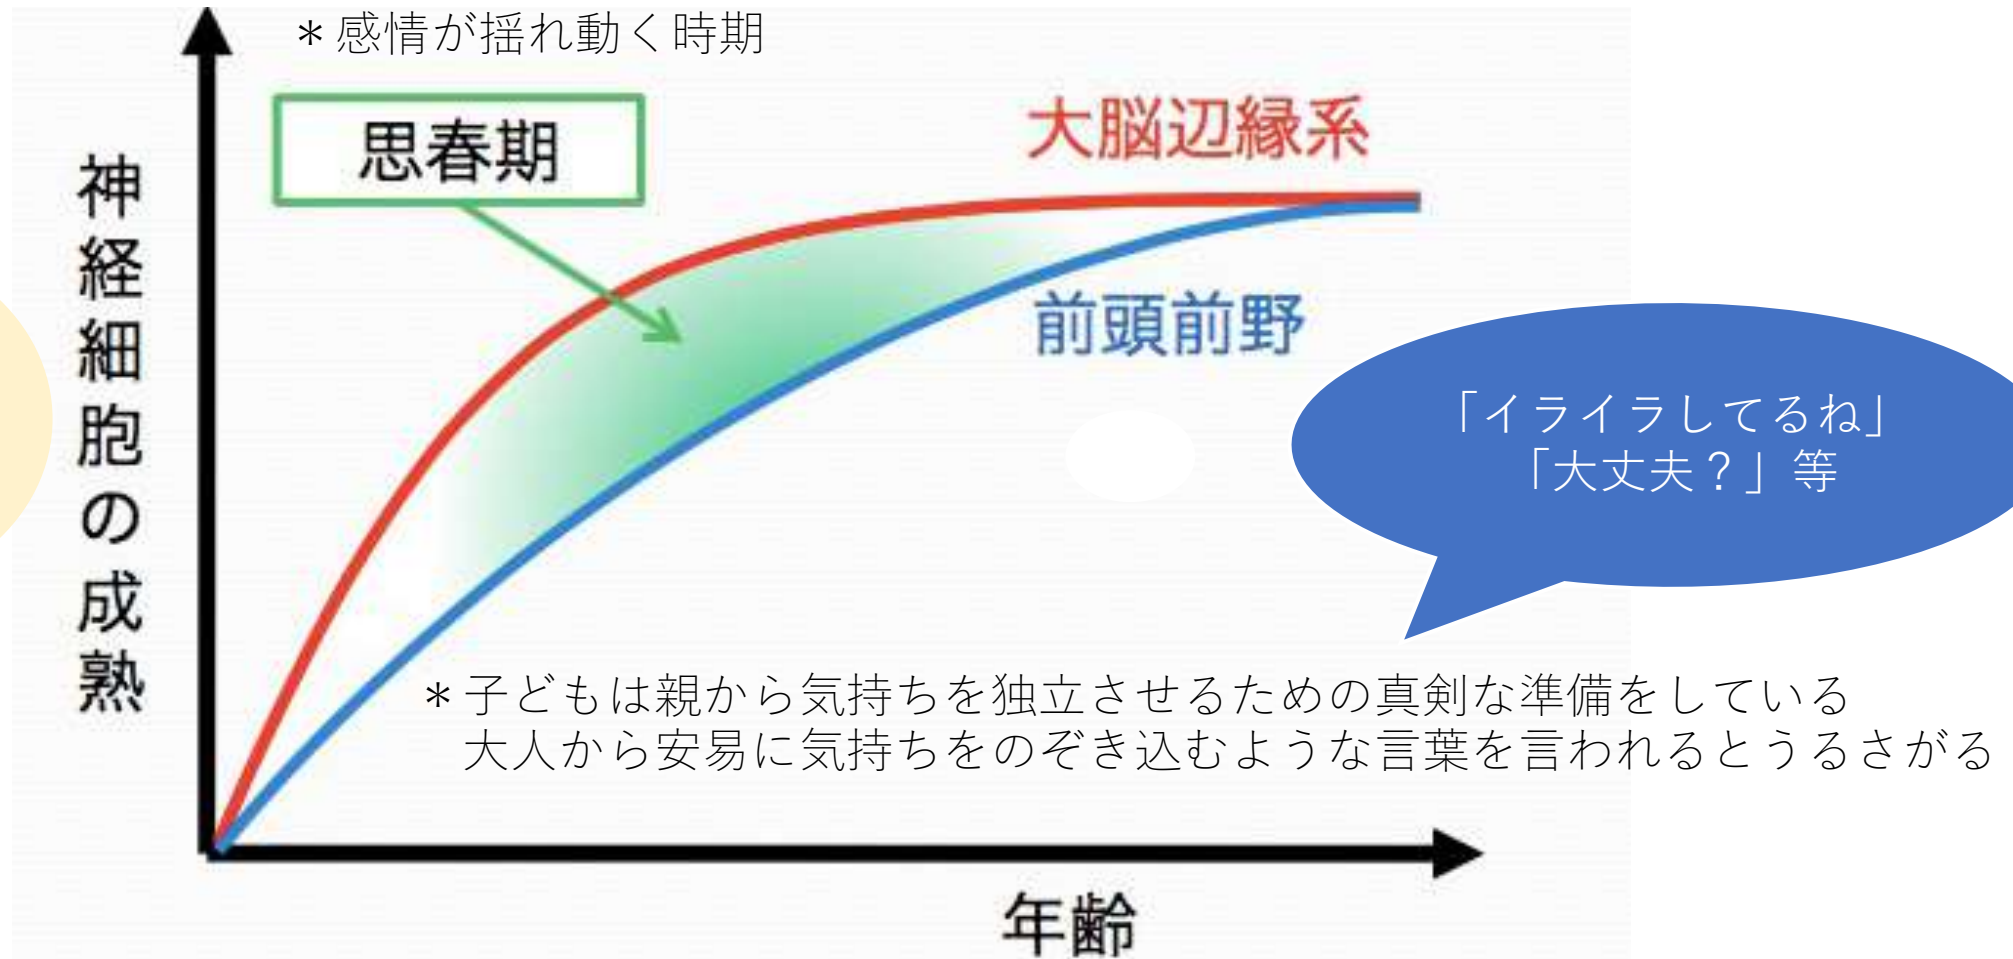 ＊感情が揺れ動く時期
思春期
大脳辺縁系
神経細胞の成熟
前頭前野
「イライラしてるね」
「大丈夫？」等
＊子どもは親から気持ちを独立させるための真剣な準備をしている
大人から安易に気持ちをのぞき込むような言葉を言われるとうるさがる
年齢